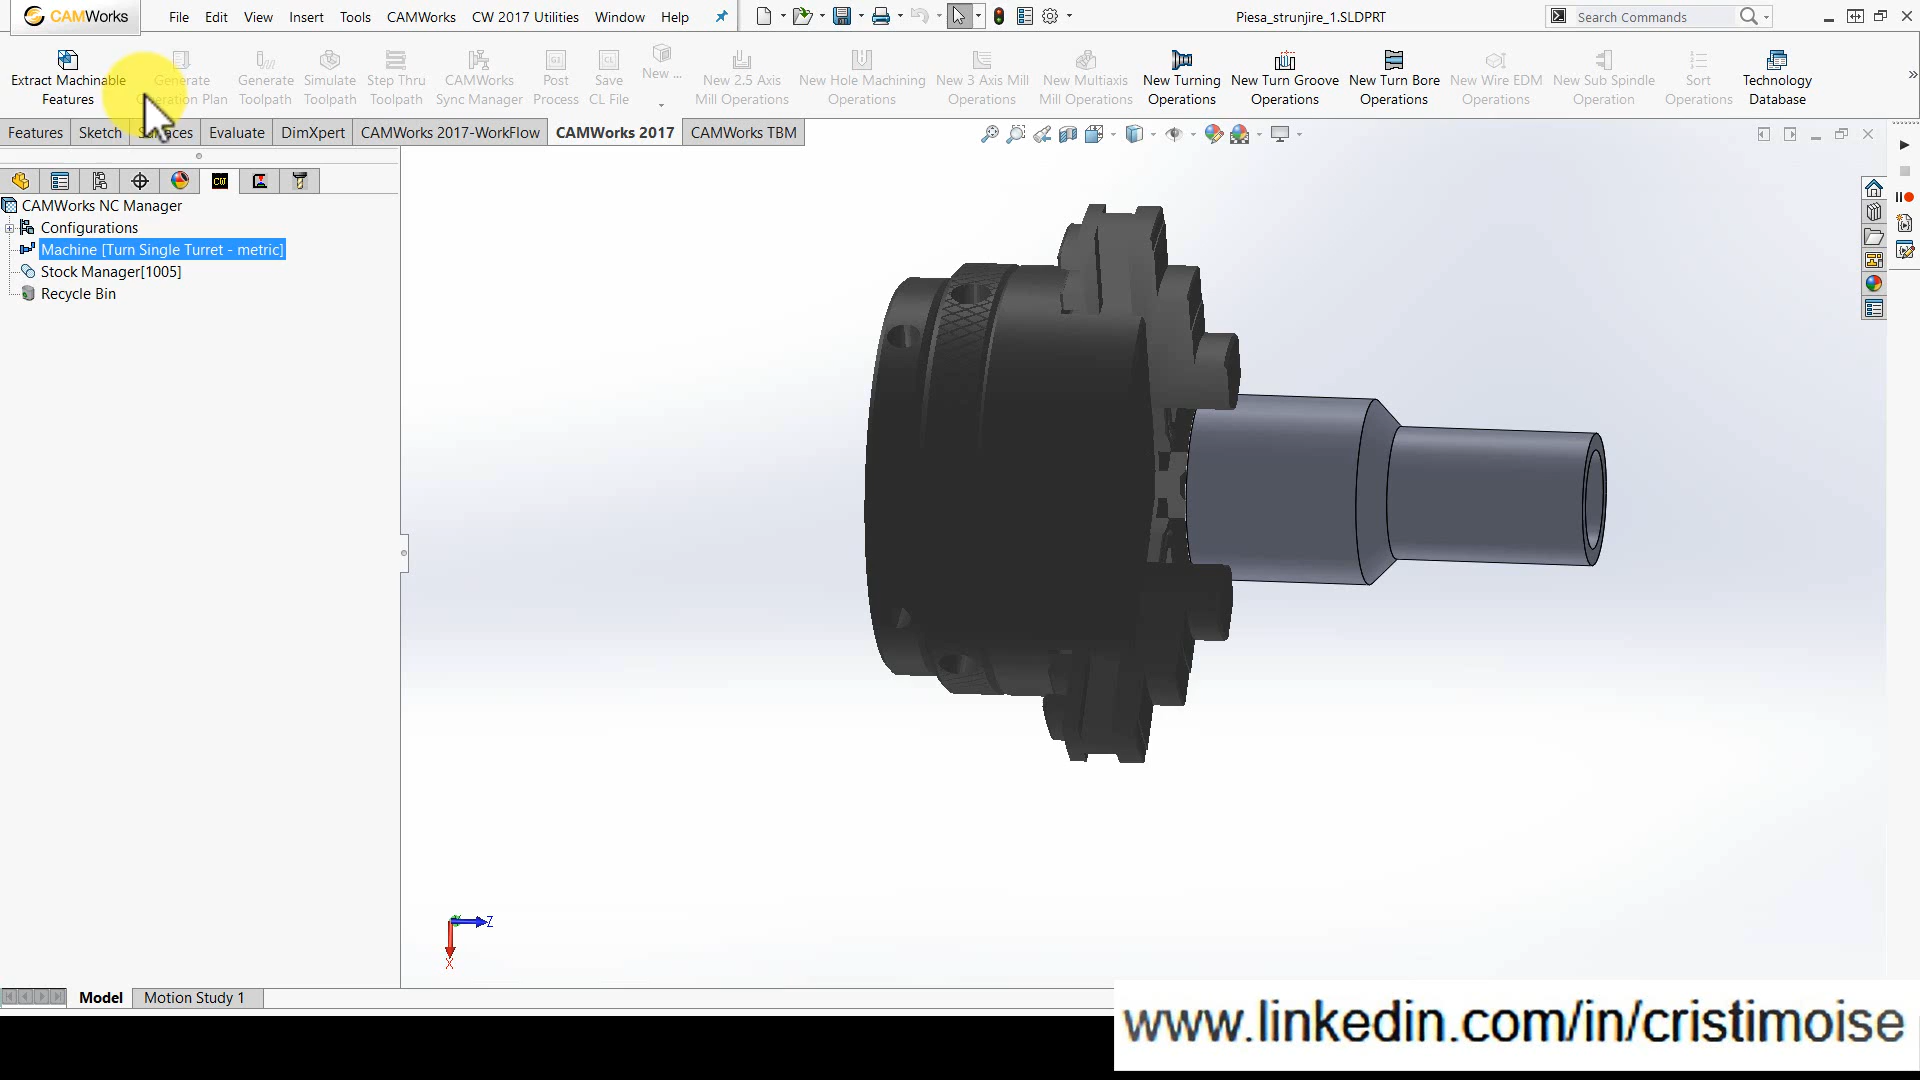 CAMWorks File Edit View Insert Tools CAMWorks CW 2017 Utilities Window Help Piesa_strunjire_1.SLDPRT Search Commands
Extract Machinable Features
Generate Operation Plan
Generate Toolpath
Simulate Toolpath
Step Thru Toolpath
CAMWorks Sync Manager
Post Process
Save CL File
New ...
New 2.5 Axis Mill Operations
New Hole Machining Operations
New 3 Axis Mill Operations
New Multiaxis Mill Operations
New Turning Operations
New Turn Groove Operations
New Turn Bore Operations
New Wire EDM Operations
New Sub Spindle Operation
Sort Operations
Technology Database
Features Sketch Surfaces Evaluate DimXpert CAMWorks 2017-WorkFlow CAMWorks 2017 CAMWorks TBM
CAMWorks NC Manager
Configurations
Machine [Turn Single Turret - metric]
Stock Manager[1005]
Recycle Bin
Z
X
Model Motion Study 1
www.linkedin.com/in/cristimoise